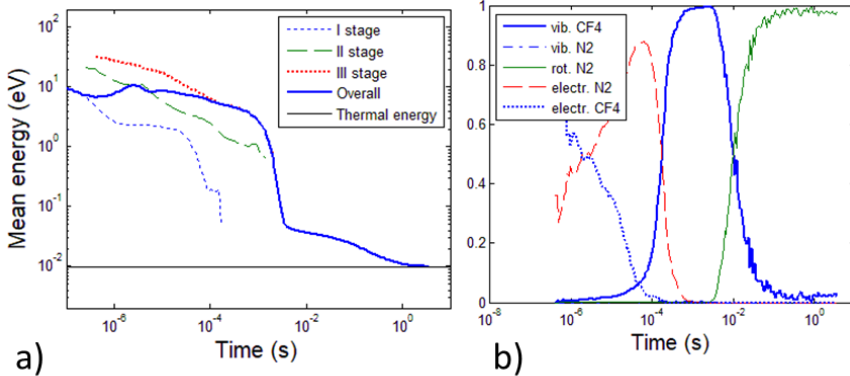 10^2
10^1
10^0
10^-1
10^-2
Mean energy (eV)
I stage
II stage
III stage
Overall
Thermal energy
10^-6
10^-4
10^-2
10^0
Time (s)
a)
1
0.8
0.6
0.4
0.2
0
vib. CF4
vib. N2
rot. N2
electr. N2
electr. CF4
10^-8
10^-6
10^-4
10^-2
10^0
Time (s)
b)